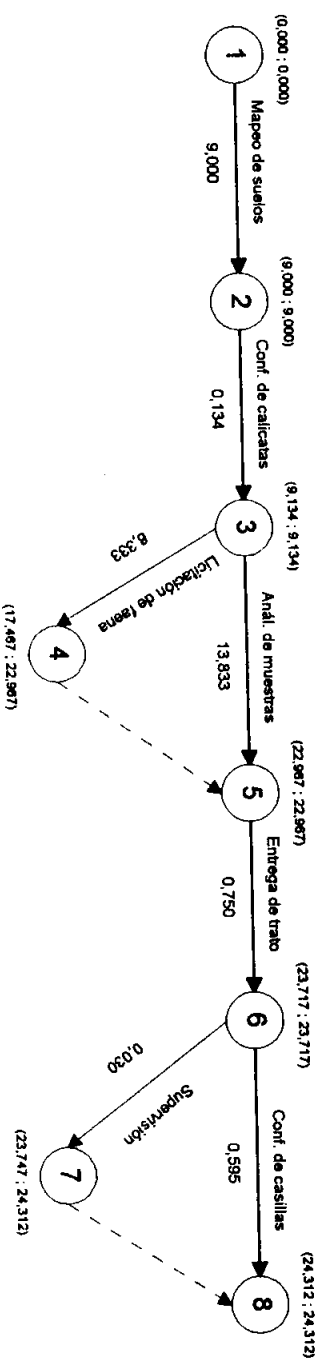 (0,000 ; 0,000)
1
Mapeo de suelos
9,000
(9,000 ; 9,000)
2
Conf. de calicatas
0,134
(9,134 ; 9,134)
3
Anál. de muestras
13,833
Licitación de faena
8,333
4
(17,467 ; 22,967)
(22,967 ; 22,967)
5
Entrega de trato
0,750
(23,717 ; 23,717)
6
Conf. de casillas
0,595
Supervisión
0,030
7
(23,747 ; 24,312)
(24,312 ; 24,312)
8